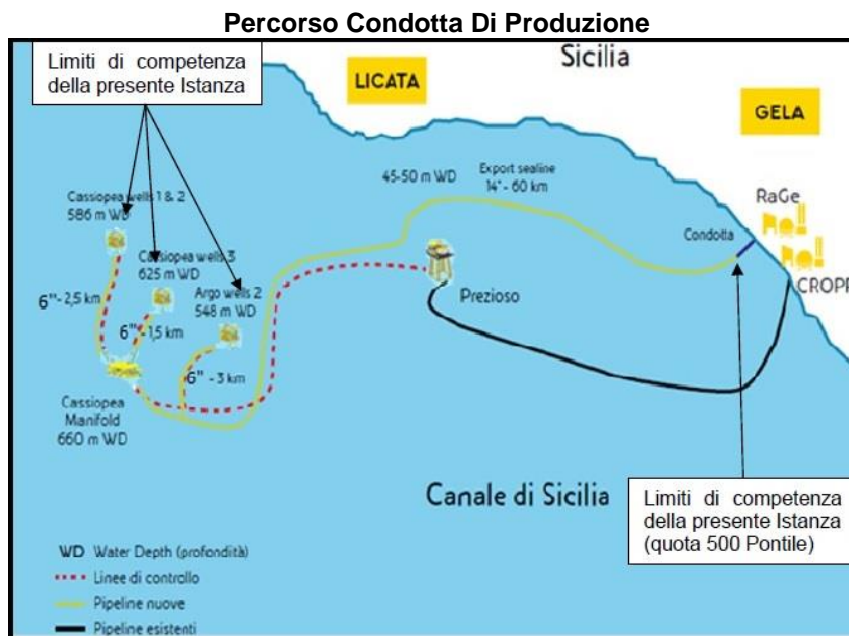 Percorso Condotta Di Produzione
Limiti di competenza
della presente Istanza
Sicilia
LICATA
GELA
45-50 m WD
Export sealine
14" - 60 km
RaGe
Cassiopea wells 1 & 2
586 m WD
Condotta
Cassiopea wells 3
625 m WD
CROPP
Argo wells 2
548 m WD
Prezioso
6"- 2,5 km
6" - 1,5 km
6" - 3 km
Cassiopea
Manifold
660 m WD
Canale di Sicilia
Limiti di competenza
della presente Istanza
(quota 500 Pontile)
WD Water Depth (profondità)
Linee di controllo
Pipeline nuove
Pipeline esistenti